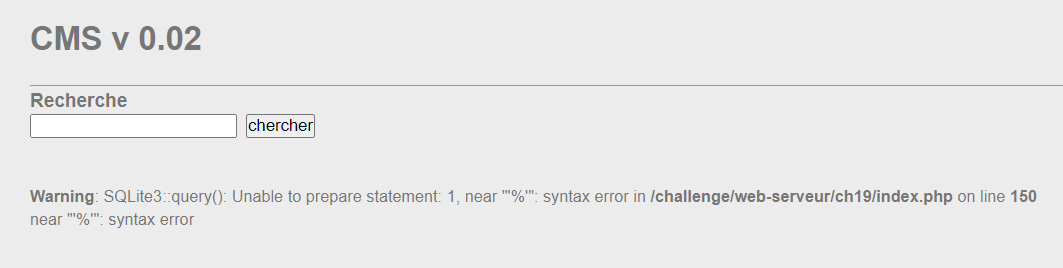 CMS v 0.02
Recherche
chercher
Warning: SQLite3::query(): Unable to prepare statement: 1, near "'%'": syntax error in /challenge/web-serveur/ch19/index.php on line 150
near "'%'": syntax error